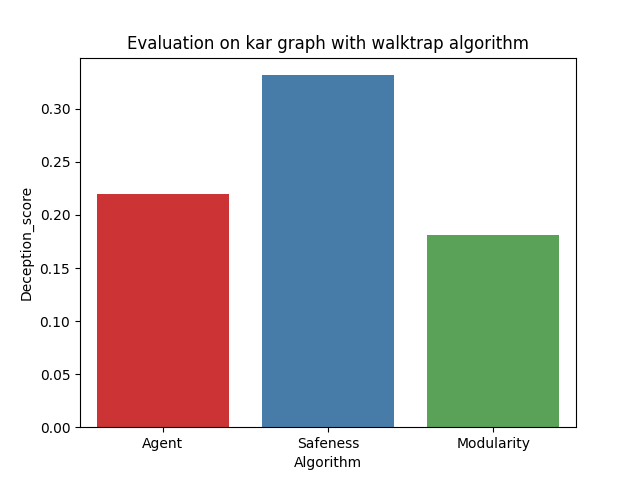 Evaluation on kar graph with walktrap algorithm
Deception_score
0.30
0.25
0.20
0.15
0.10
0.05
0.00
Agent
Safeness
Modularity
Algorithm